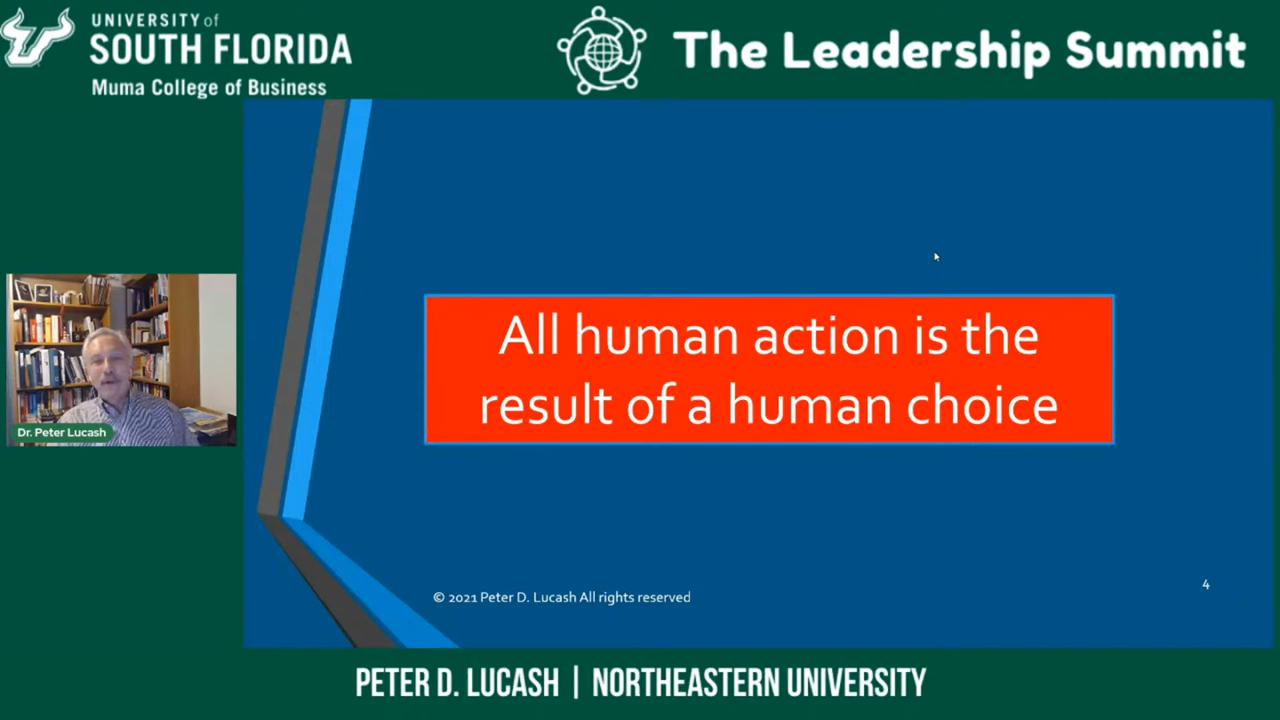 UNIVERSITY of
SOUTH FLORIDA
Muma College of Business
The Leadership Summit
All human action is the
result of a human choice
Dr. Peter Lucash
© 2021 Peter D. Lucash All rights reserved
4
PETER D. LUCASH | NORTHEASTERN UNIVERSITY